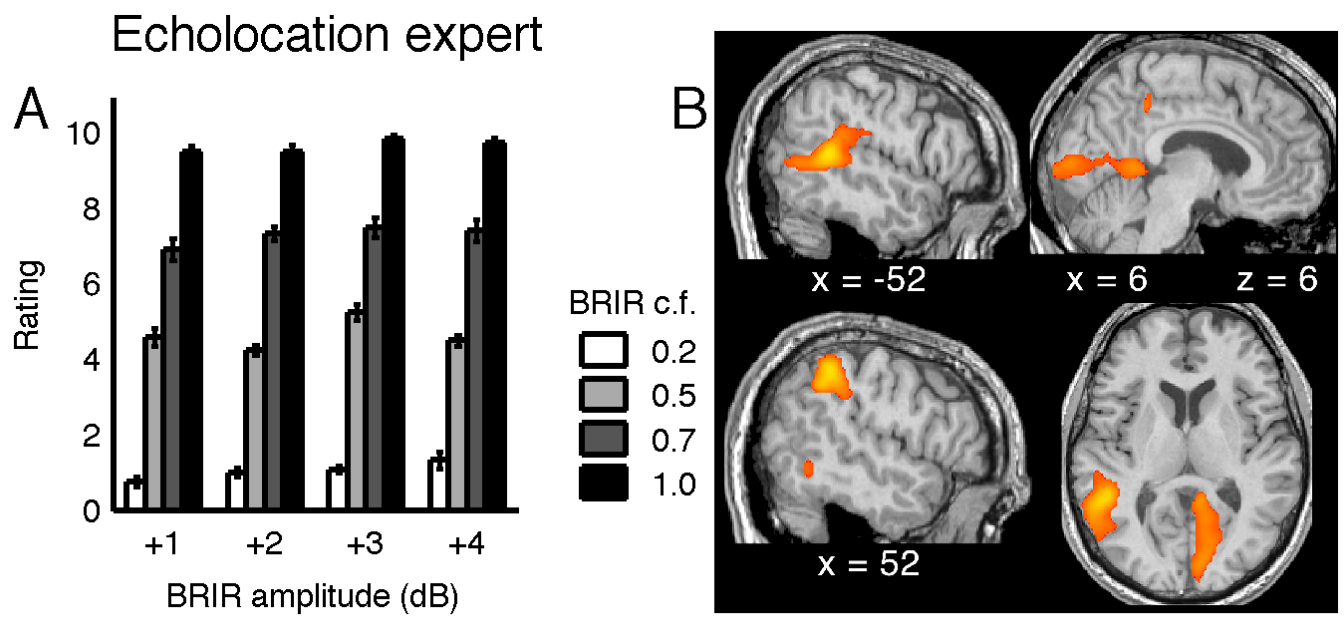 Echolocation expert
A
10
8
6
4
2
0
Rating
+1 +2 +3 +4
BRIR amplitude (dB)
BRIR c.f.
0.2
0.5
0.7
1.0
B
x = -52
x = 6
z = 6
x = 52